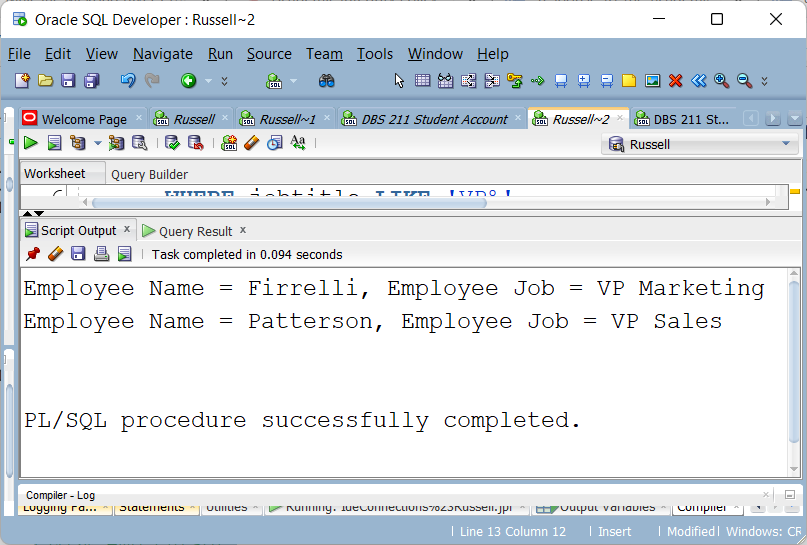 Oracle SQL Developer : Russell~2
File Edit View Navigate Run Source Team Tools Window Help
Welcome Page Russell Russell~1 DBS 211 Student Account Russell~2 DBS 211 St...
Russell
Worksheet Query Builder
6 WHERE jobtitle LIKE 'VP%'
Script Output x Query Result x
Task completed in 0.094 seconds
Employee Name = Firrelli, Employee Job = VP Marketing
Employee Name = Patterson, Employee Job = VP Sales
PL/SQL procedure successfully completed.
Compiler - Log
Logging Pa... Statements Utilities Running: IdeConnections%23Russell.jpr Output Variables Compiler
Line 13 Column 12 Insert Modified Windows: CR